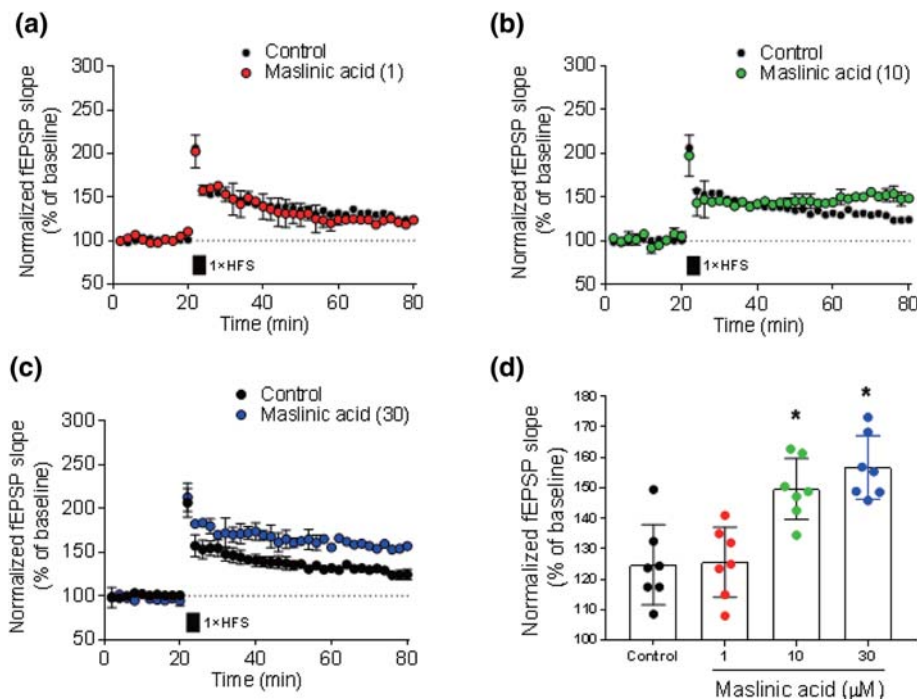 (a)
Control
Maslinic acid (1)
Normalized fEPSP slope
(% of baseline)
300
200
150
100
50
1×HFS
0
20
40
60
80
Time (min)
(b)
Control
Maslinic acid (10)
Normalized fEPSP slope
(% of baseline)
300
200
150
100
50
1×HFS
0
20
40
60
80
Time (min)
(c)
Control
Maslinic acid (30)
Normalized fEPSP slope
(% of baseline)
300
200
150
100
50
1×HFS
0
20
40
60
80
Time (min)
(d)
Normalized fEPSP slope
(% of baseline)
180
170
160
150
140
130
120
110
100
*
*
Control
1
10
30
Maslinic acid (μM)